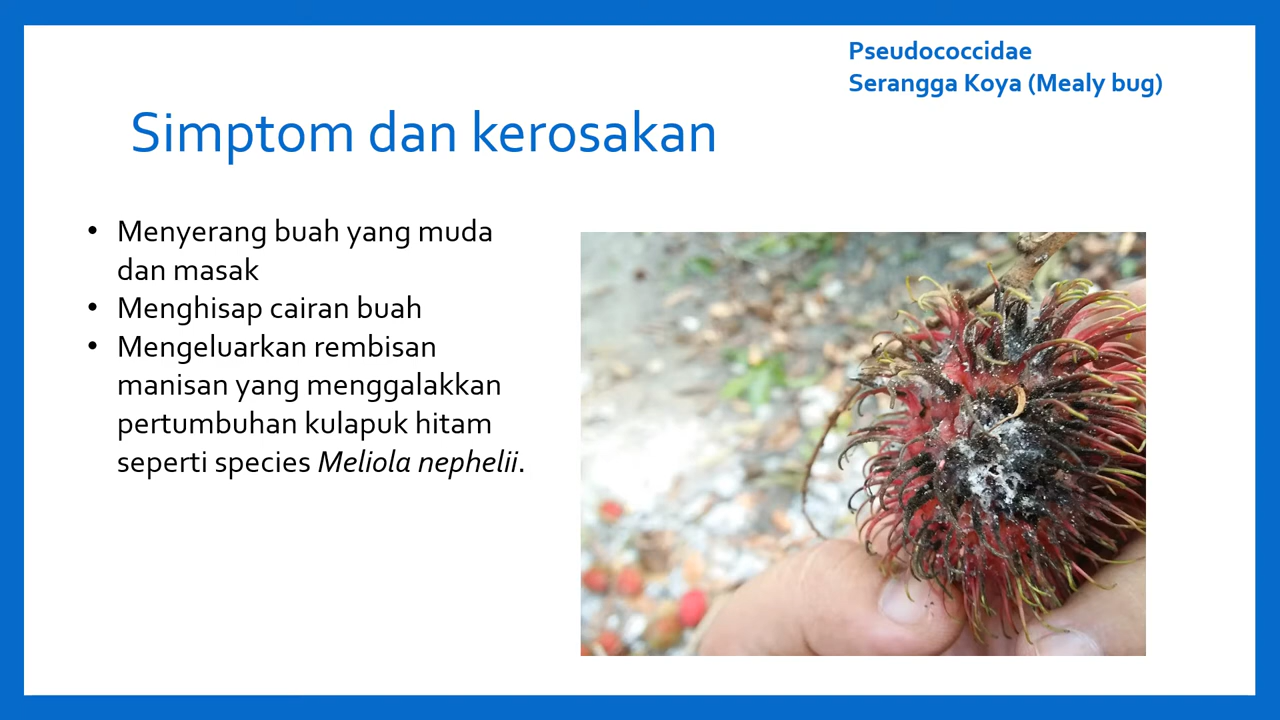 Pseudococcidae
Serangga Koya (Mealy bug)
Simptom dan kerosakan
• Menyerang buah yang muda
dan masak
• Menghisap cairan buah
• Mengeluarkan rembisan
manisan yang menggalakkan
pertumbuhan kulapuk hitam
seperti species Meliola nephelii.